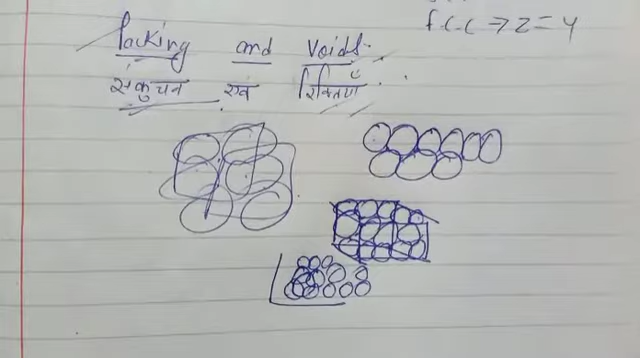 f.c.c → Z = 4
Packing and Voids.
संकुचन एवं रिक्तियाँ